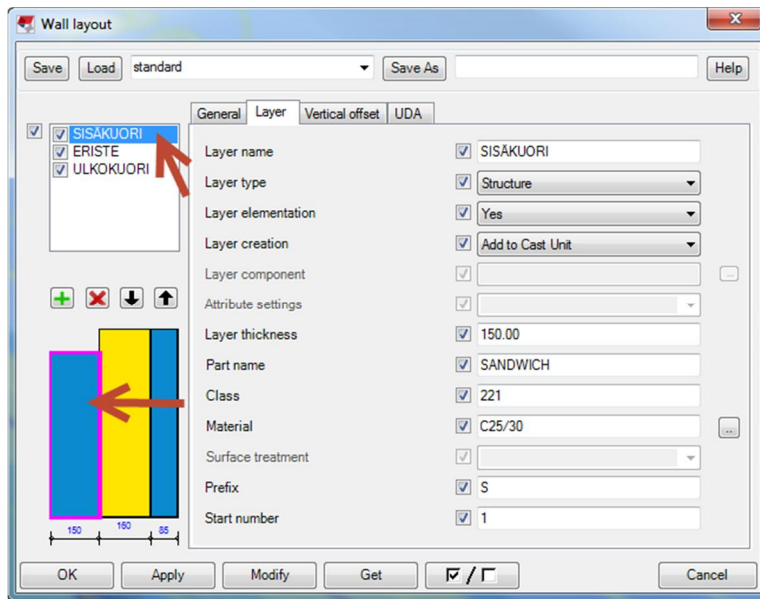 Wall layout
Save Load standard Save As Help
General Layer Vertical offset UDA
SISÄKUORI
ERISTE
ULKOKUORI
Layer name SISÄKUORI
Layer type Structure
Layer elementation Yes
Layer creation Add to Cast Unit
Layer component ...
Attribute settings
Layer thickness 150.00
Part name SANDWICH
Class 221
Material C25/30 ...
Surface treatment
Prefix S
Start number 1
150 160 85
OK Apply Modify Get / Cancel